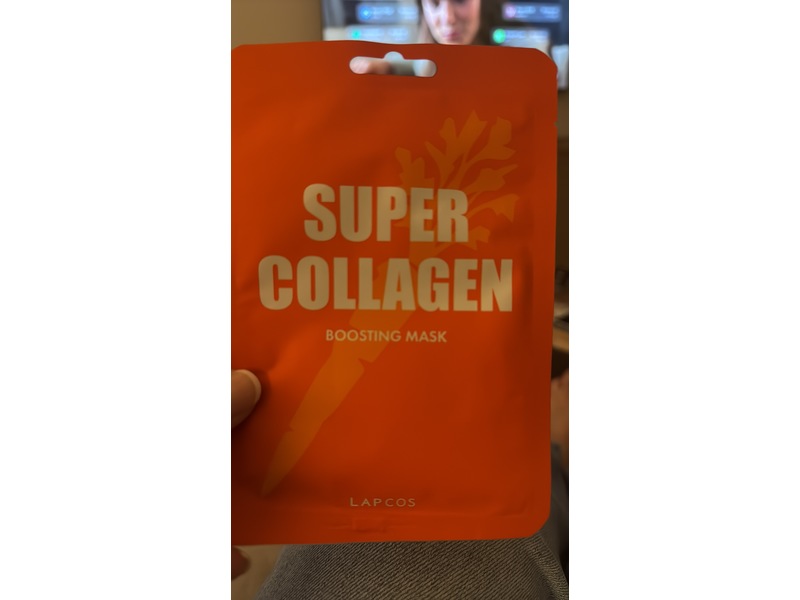 SUPER
COLLAGEN
BOOSTING MASK
LAPCOS